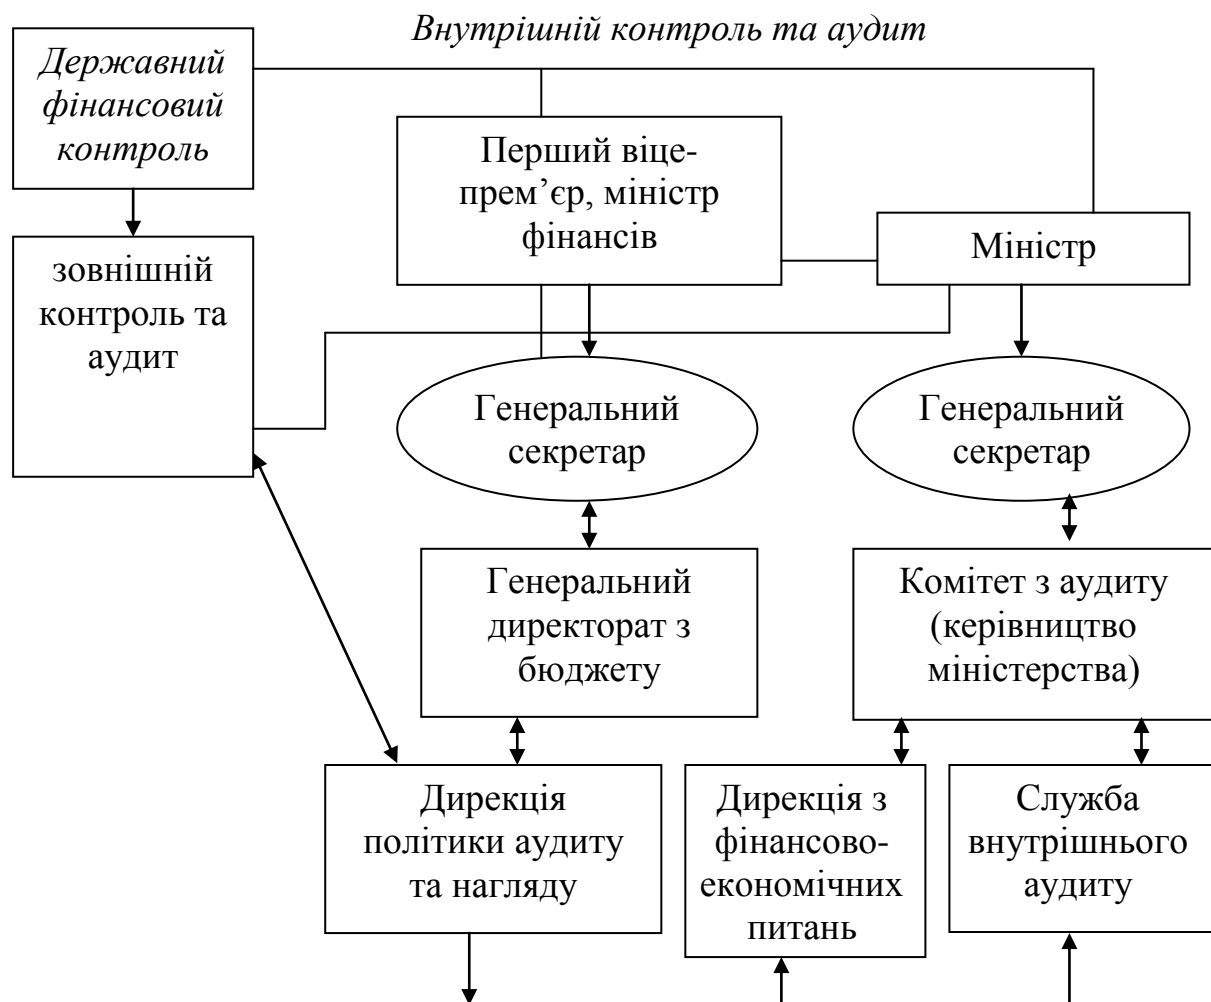 Внутрішній контроль та аудит
Державний
фінансовий
контроль
Перший віце-
прем’єр, міністр
фінансів
Міністр
зовнішній
контроль та
аудит
Генеральний
секретар
Генеральний
секретар
Генеральний
директорат з
бюджету
Комітет з аудиту
(керівництво
міністерства)
Дирекція
політики аудиту
та нагляду
Дирекція з
фінансово-
економічних
питань
Служба
внутрішнього
аудиту